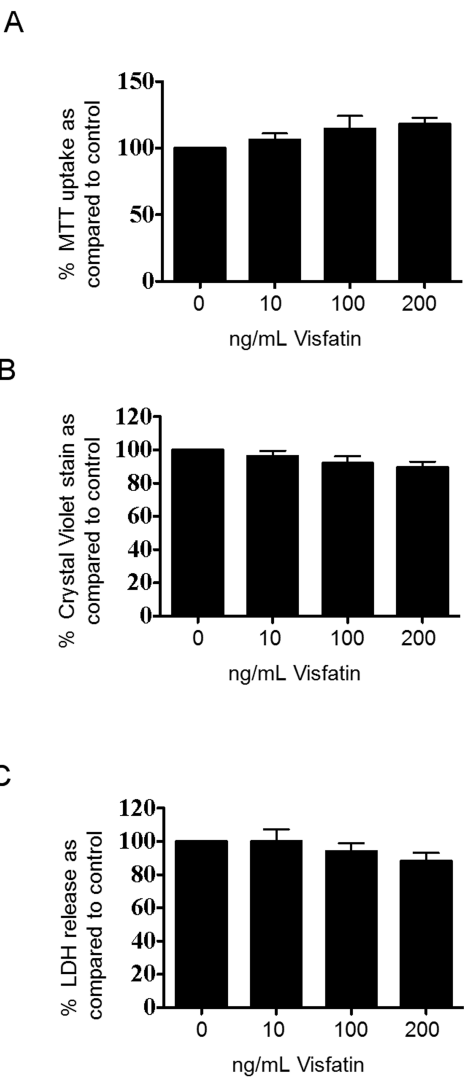 A
150
100
50
0
% MTT uptake as
compared to control
0 10 100 200
ng/mL Visfatin
B
120
100
80
60
40
20
0
% Crystal Violet stain as
compared to control
0 10 100 200
ng/mL Visfatin
C
120
100
80
60
40
20
0
% LDH release as
compared to control
0 10 100 200
ng/mL Visfatin